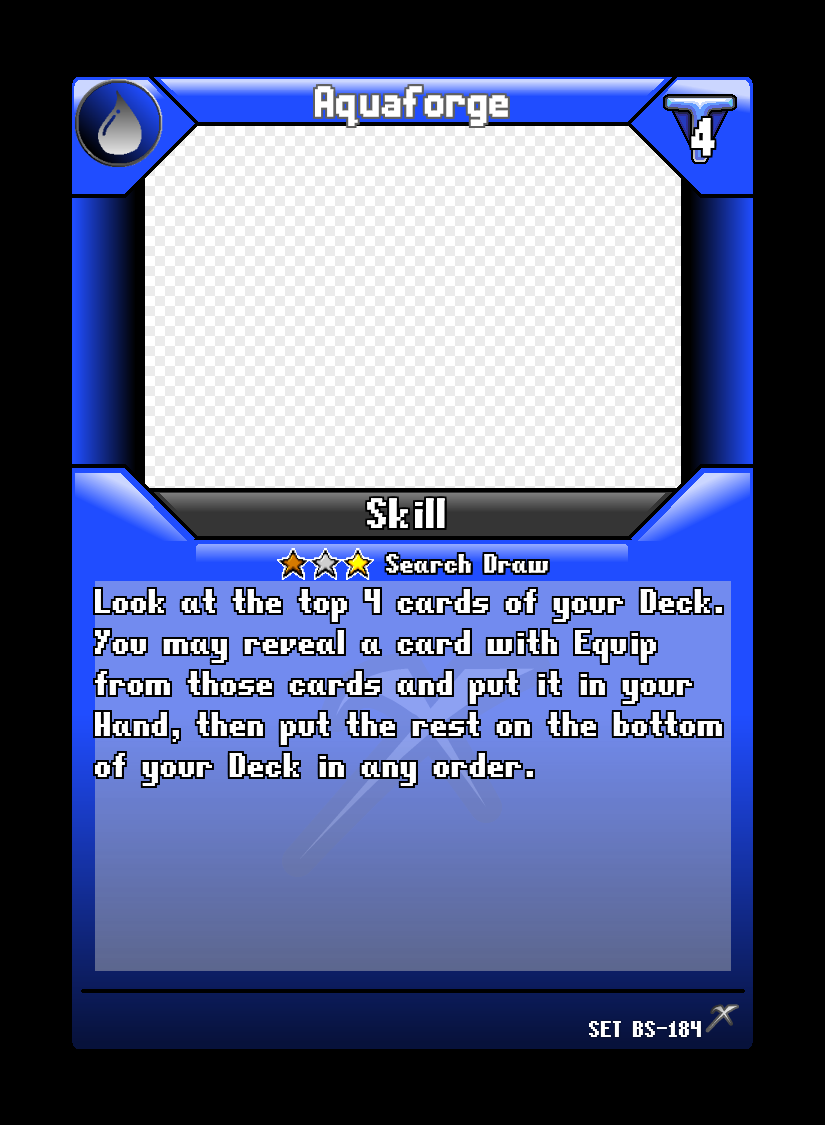 Aquaforge
4
Skill
Search Draw
Look at the top 4 cards of your Deck.
You may reveal a card with Equip
from those cards and put it in your
Hand, then put the rest on the bottom
of your Deck in any order.
SET BS-184